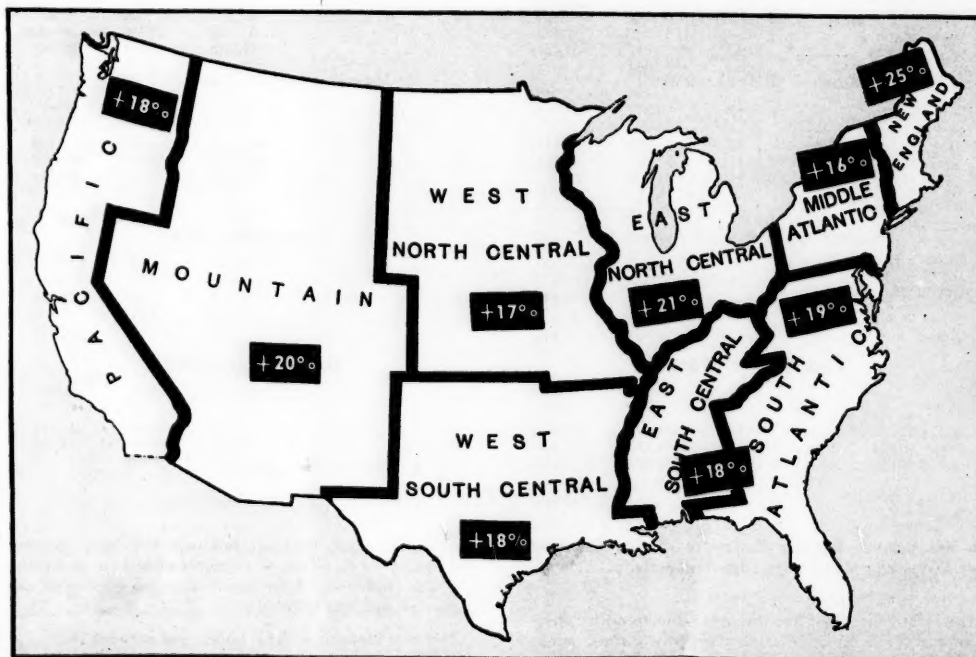 +18%
PACIFIC
MOUNTAIN
+20%
WEST
NORTH CENTRAL
+17%
WEST
SOUTH CENTRAL
+18%
EAST
NORTH CENTRAL
+21%
EAST
SOUTH CENTRAL
+18%
+25%
NEW
ENGLAND
+16%
MIDDLE
ATLANTIC
+19%
SOUTH
ATLANTIC